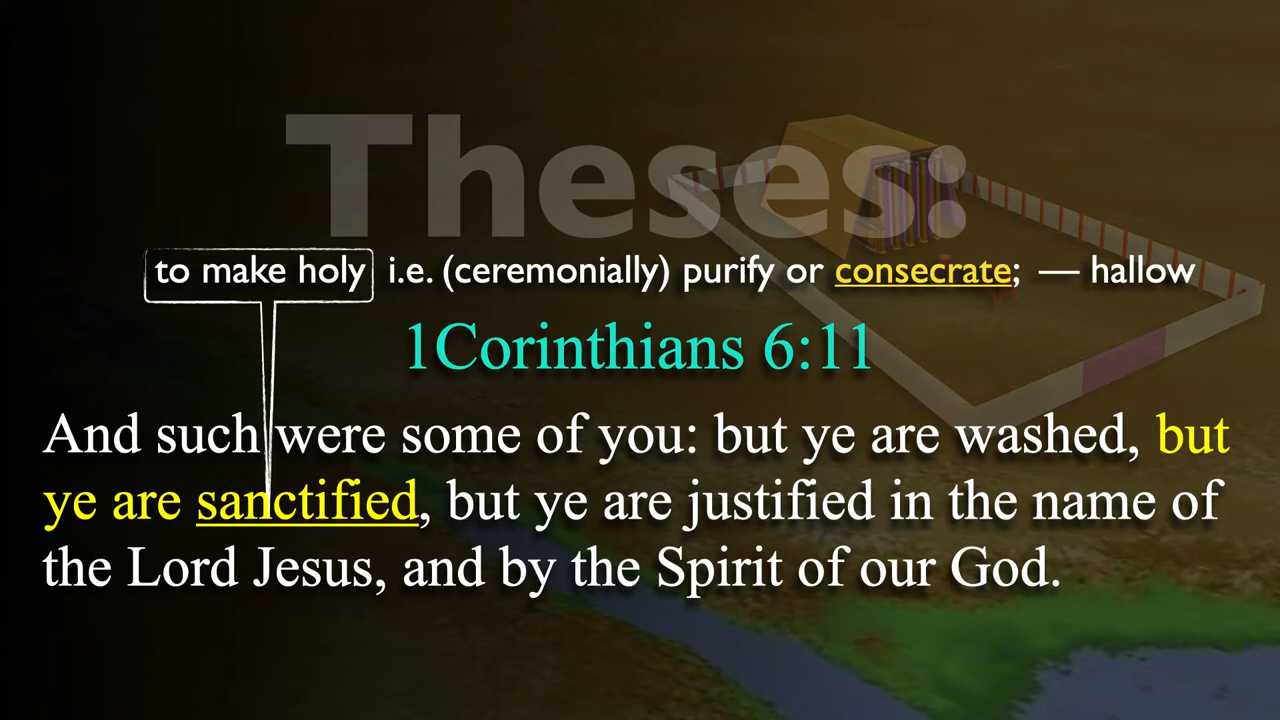 Theses:
to make holy i.e. (ceremonially) purify or consecrate; — hallow
1Corinthians 6:11
And such were some of you: but ye are washed, but
ye are sanctified, but ye are justified in the name of
the Lord Jesus, and by the Spirit of our God.